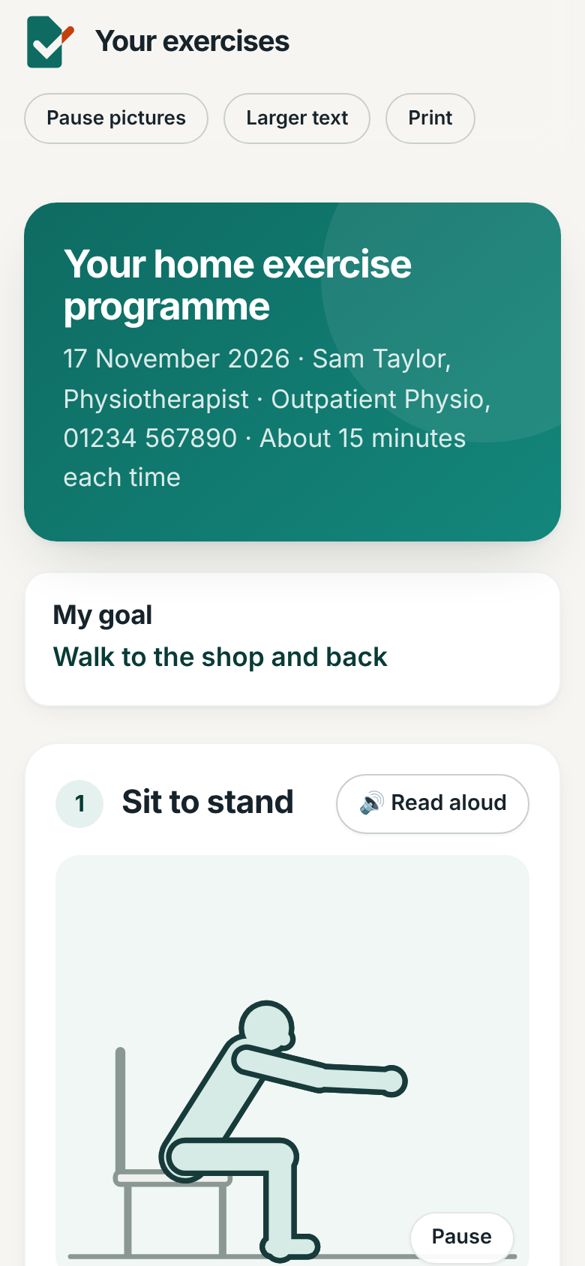 Your exercises
Pause pictures
Larger text
Print
Your home exercise
programme
17 November 2026 · Sam Taylor,
Physiotherapist · Outpatient Physio,
01234 567890 · About 15 minutes
each time
My goal
Walk to the shop and back
1
Sit to stand
🔊 Read aloud
Pause